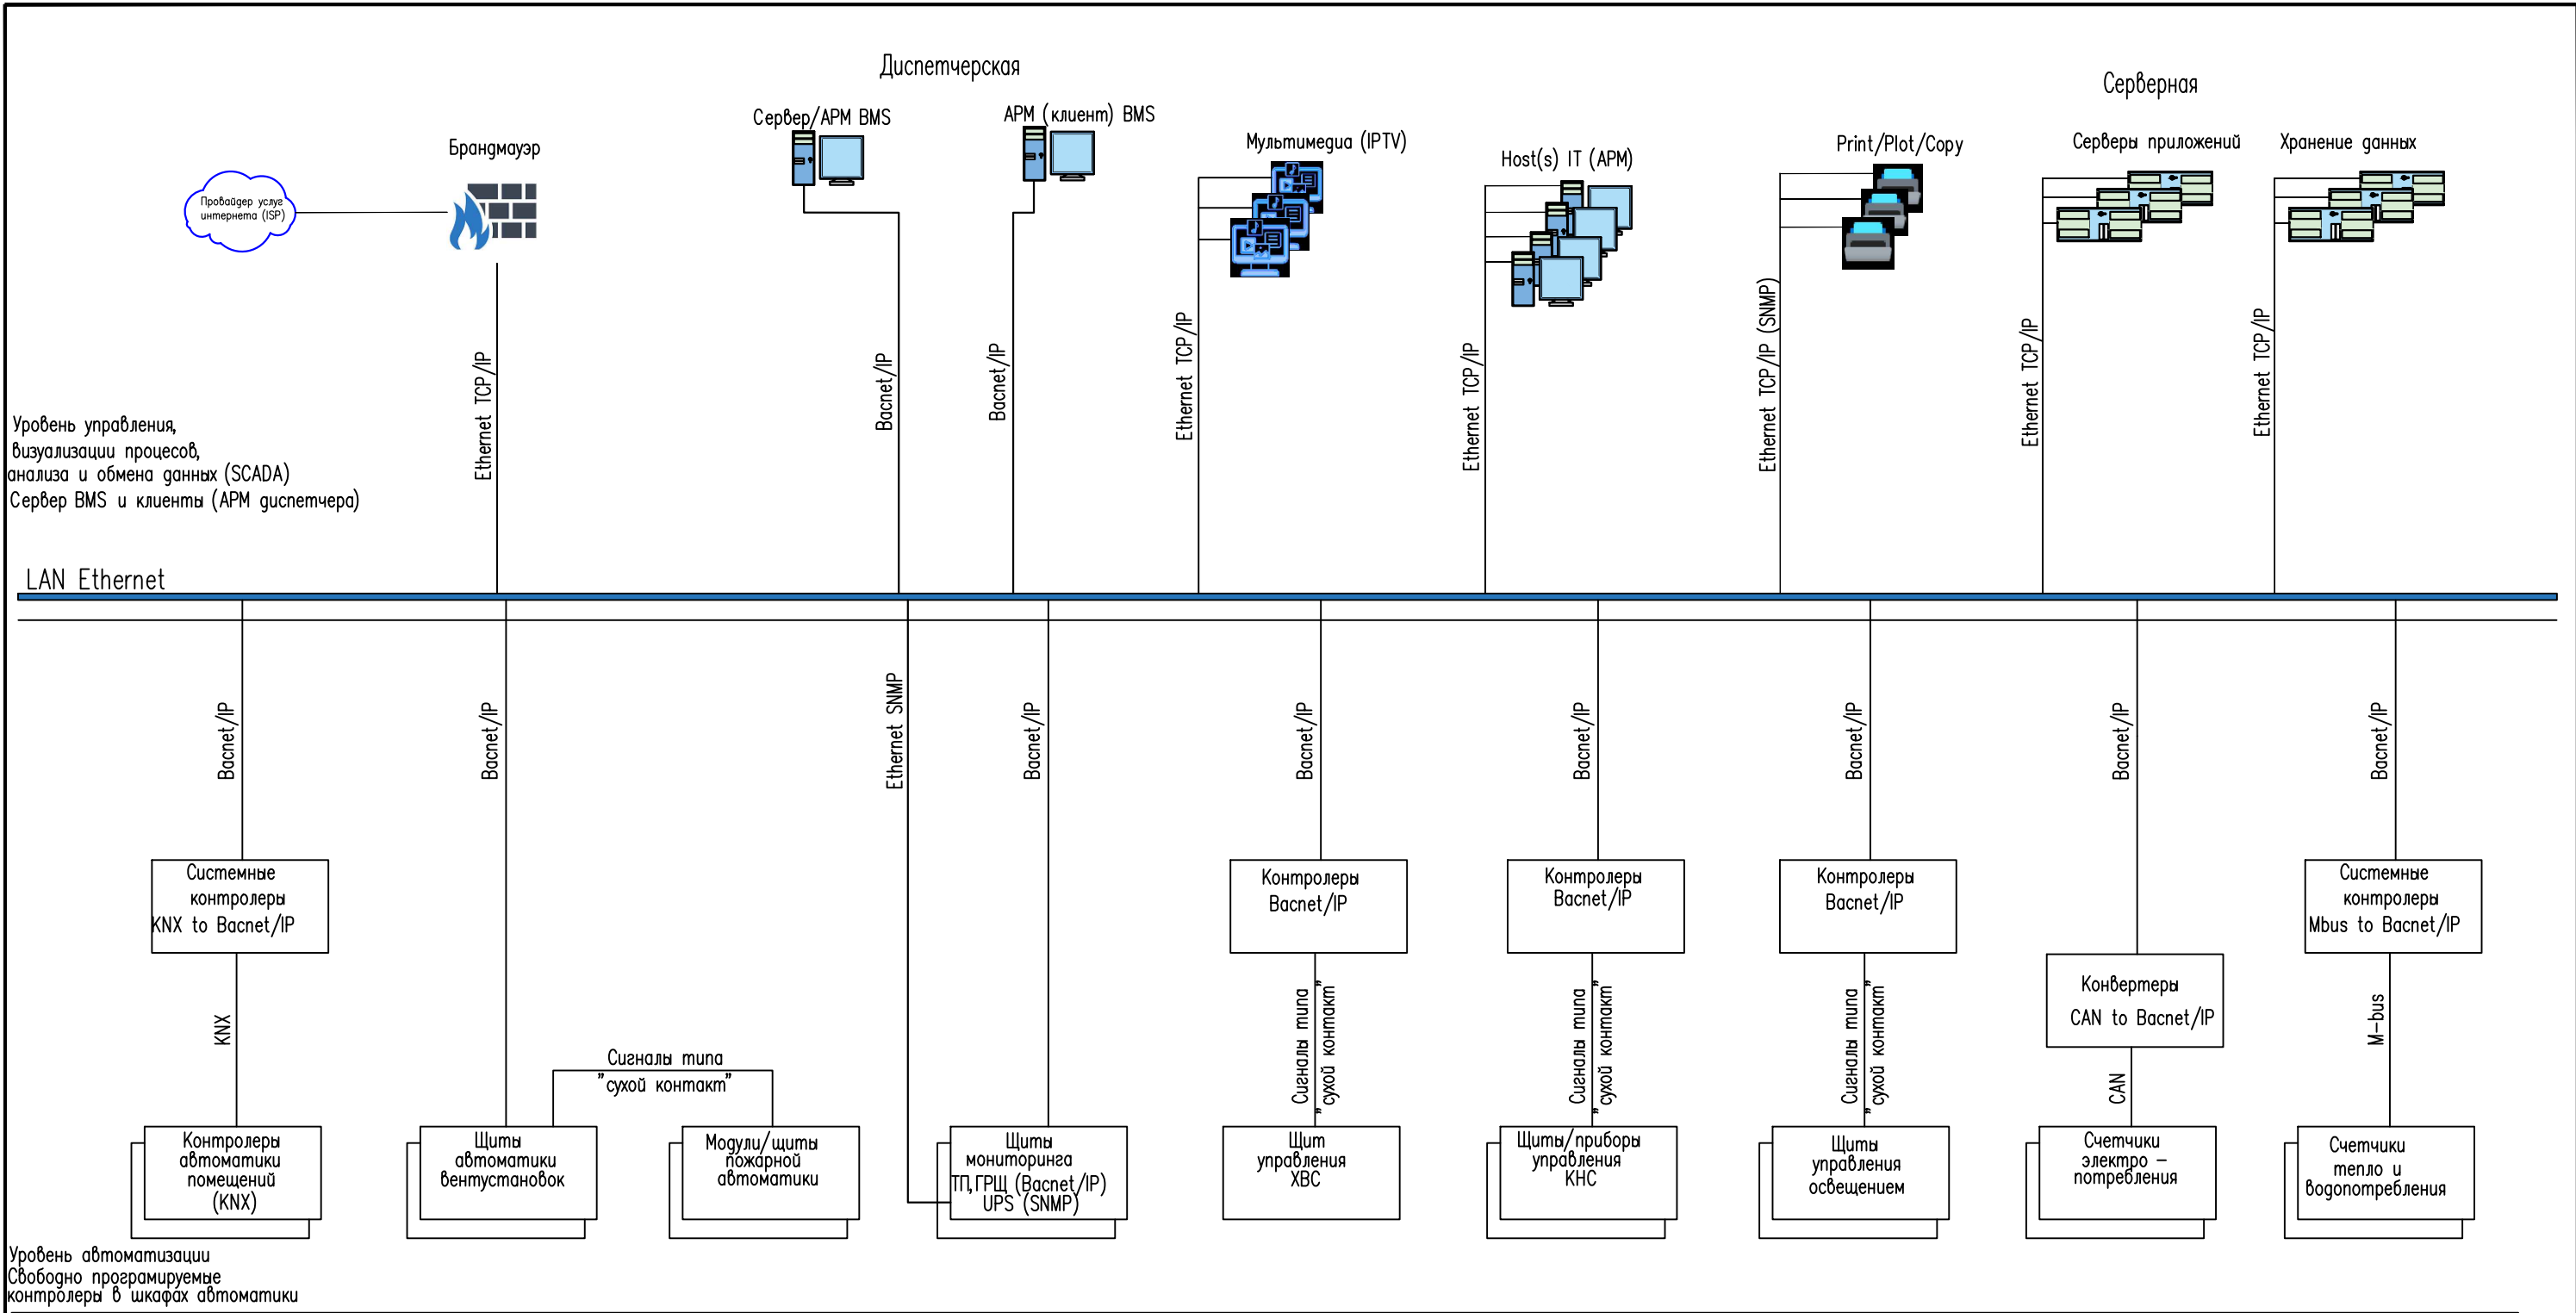 Диспетчерская
Серверная
Сервер/АРМ BMS
АРМ (клиент) BMS
Брандмауэр
Мультимедиа (IPTV)
Host(s) IT (АРМ)
Print/Plot/Copy
Серверы приложений
Хранение данных
Провайдер услуг
интернета (ISP)
Ethernet TCP/IP
Bacnet/IP
Bacnet/IP
Ethernet TCP/IP
Ethernet TCP/IP
Ethernet TCP/IP (SNMP)
Ethernet TCP/IP
Ethernet TCP/IP
Уровень управления,
визуализации процесов,
анализа и обмена данных (SCADA)
Сервер BMS и клиенты (АРМ диспетчера)
LAN Ethernet
Bacnet/IP
Bacnet/IP
Ethernet SNMP
Bacnet/IP
Bacnet/IP
Bacnet/IP
Bacnet/IP
Bacnet/IP
Bacnet/IP
Системные
контролеры
KNX to Bacnet/IP
Контролеры
Bacnet/IP
Контролеры
Bacnet/IP
Контролеры
Bacnet/IP
Конвертеры
CAN to Bacnet/IP
Системные
контролеры
Mbus to Bacnet/IP
KNX
Сигналы типа
"сухой контакт"
Сигналы типа
"сухой контакт"
Сигналы типа
"сухой контакт"
Сигналы типа
"сухой контакт"
CAN
M-bus
Контролеры
автоматики
помещений
(KNX)
Щиты
автоматики
вентустановок
Модули/щиты
пожарной
автоматики
Щиты
мониторинга
ТП,ГРЩ (Bacnet/IP)
UPS (SNMP)
Щит
управления
ХВС
Щиты/приборы
управления
КНС
Щиты
управления
освещением
Счетчики
электро –
потребления
Счетчики
тепло и
водопотребления
Уровень автоматизации
Свободно програмируемые
контролеры в шкафах автоматики